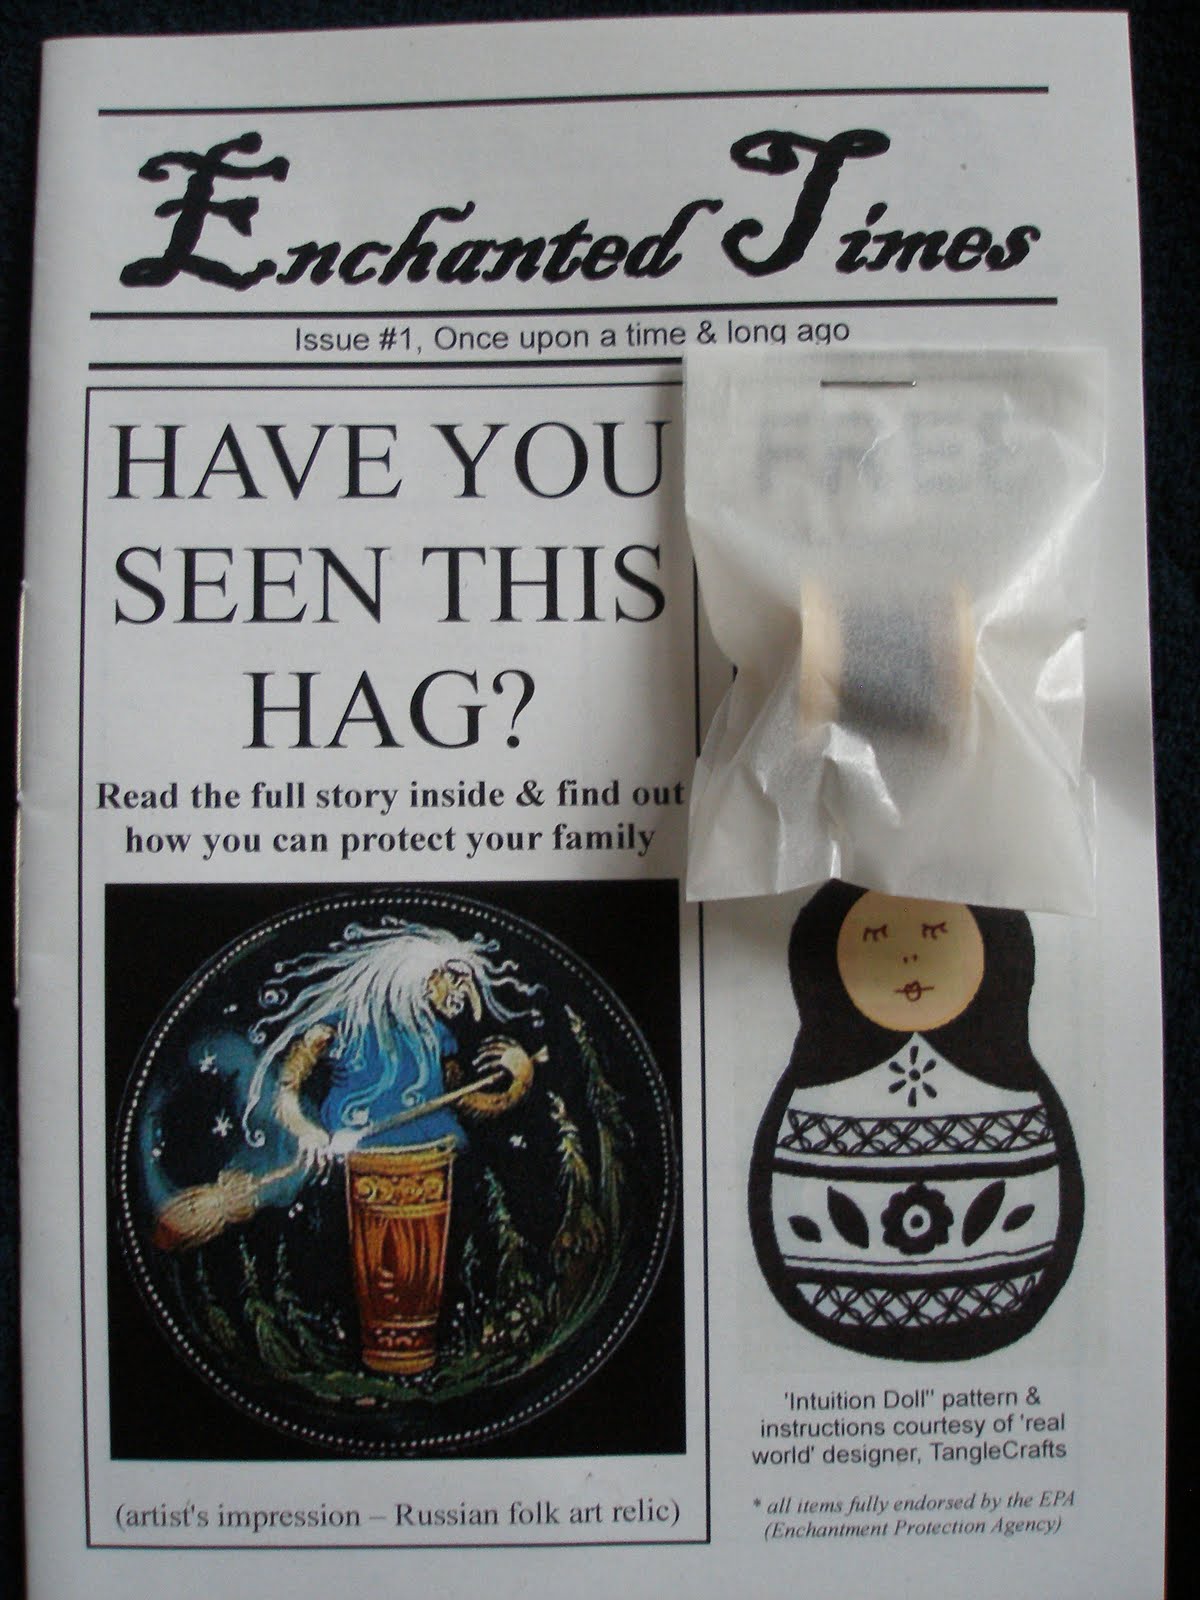 Enchanted Times
Issue #1, Once upon a time & long ago
HAVE YOU
SEEN THIS
HAG?
Read the full story inside & find out
how you can protect your family
(artist's impression – Russian folk art relic)
'Intuition Doll" pattern &
instructions courtesy of 'real
world' designer, TangleCrafts
* all items fully endorsed by the EPA
(Enchantment Protection Agency)